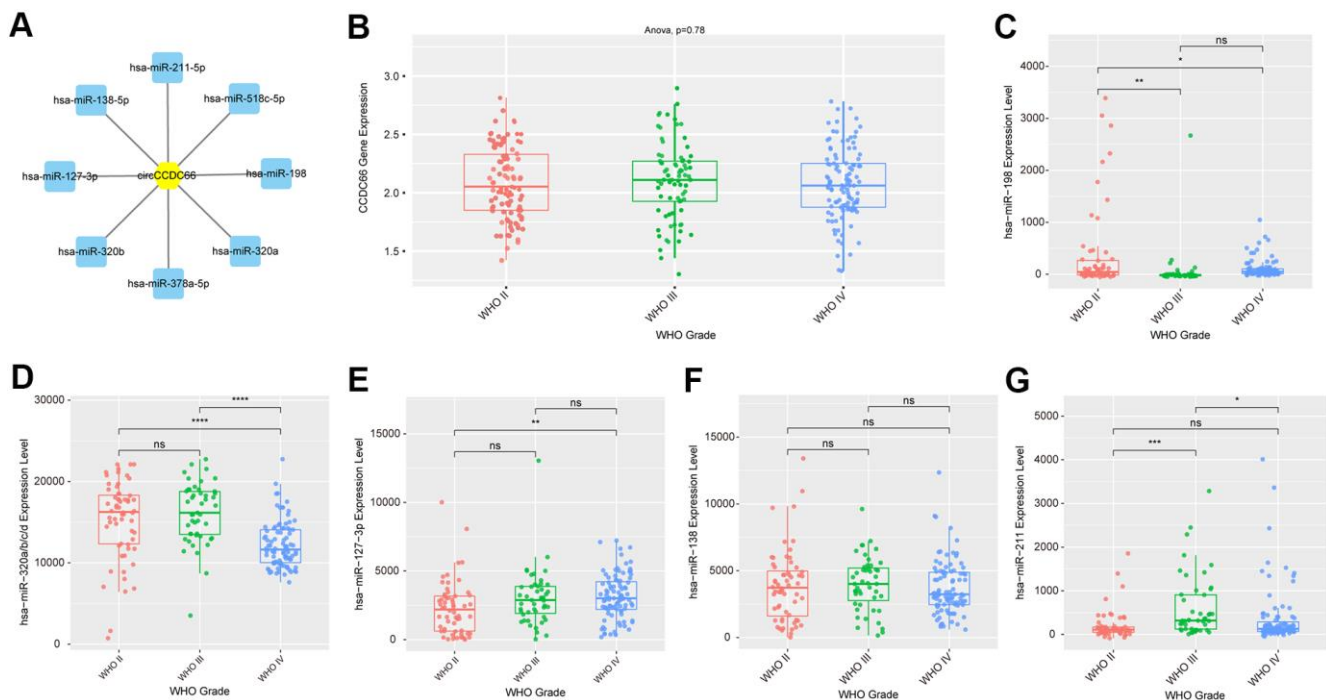 A
hsa-miR-211-5p
hsa-miR-138-5p
hsa-miR-518c-5p
hsa-miR-127-3p
circCCDC66
hsa-miR-198
hsa-miR-320b
hsa-miR-320a
hsa-miR-378a-5p
B
Anova, p=0.78
CCDC66 Gene Expression
3.0
2.5
2.0
1.5
WHO II
WHO III
WHO IV
WHO Grade
C
hsa-miR-198 Expression Level
4000
3000
2000
1000
0
ns
*
**
WHO II
WHO III
WHO IV
WHO Grade
D
hsa-miR-320a/b/c/d Expression Level
30000
20000
10000
0
****
****
ns
WHO II
WHO III
WHO IV
WHO Grade
E
hsa-miR-127-3p Expression Level
15000
10000
5000
0
ns
**
ns
WHO II
WHO III
WHO IV
WHO Grade
F
hsa-miR-138 Expression Level
15000
10000
5000
0
ns
ns
ns
WHO II
WHO III
WHO IV
WHO Grade
G
hsa-miR-211 Expression Level
5000
4000
3000
2000
1000
0
*
ns
***
WHO II
WHO III
WHO IV
WHO Grade